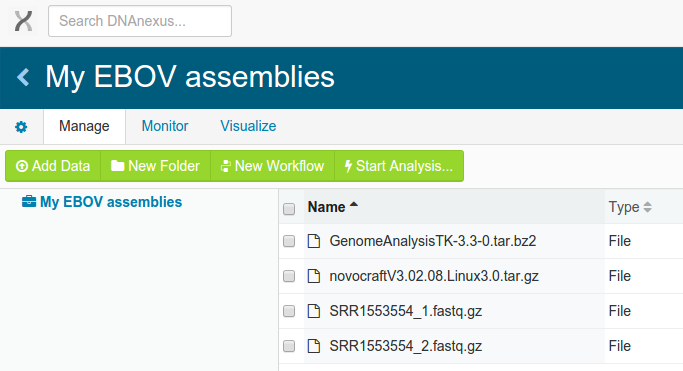 Search DNAnexus...
My EBOV assemblies
Manage Monitor Visualize
Add Data New Folder New Workflow Start Analysis...
My EBOV assemblies
Name Type
GenomeAnalysisTK-3.3-0.tar.bz2 File
novocraftV3.02.08.Linux3.0.tar.gz File
SRR1553554_1.fastq.gz File
SRR1553554_2.fastq.gz File